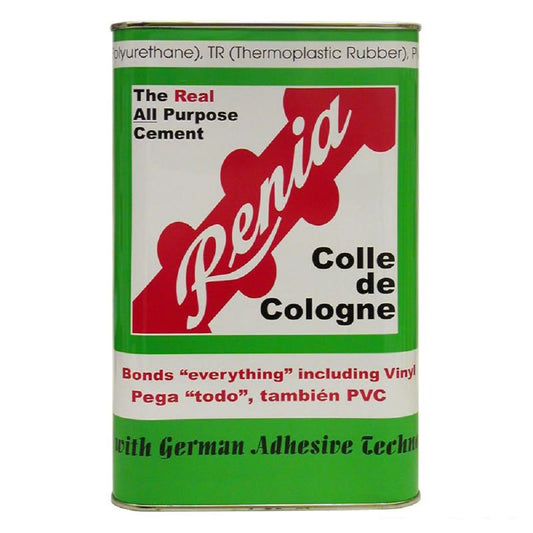 olyurethane), TR (Thermoplastic Rubber), P
The Real
All Purpose
Cement
Renia
Colle
de
Cologne
Bonds “everything” including Vinyl
Pega “todo”, también PVC
with German Adhesive Techn